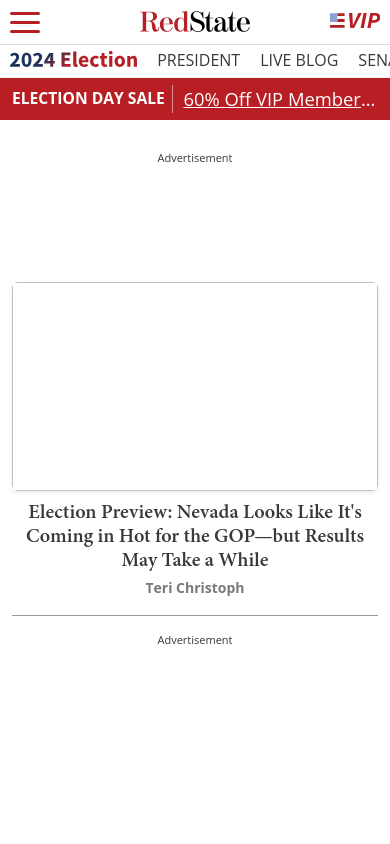 RedState
VIP
2024 Election PRESIDENT LIVE BLOG SENA
ELECTION DAY SALE 60% Off VIP Member...
Advertisement
Election Preview: Nevada Looks Like It's
Coming in Hot for the GOP—but Results
May Take a While
Teri Christoph
Advertisement